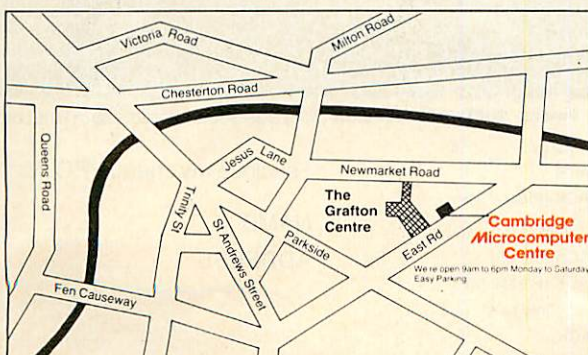 Victoria Road
Milton Road
Chesterton Road
Queens Road
Jesus Lane
Newmarket Road
Trinity St
The
Grafton
Centre
St Andrews Street
Parkside
East Rd
Cambridge
Microcomputer
Centre
We're open 9am to 6pm Monday to Saturday
Easy Parking
Fen Causeway